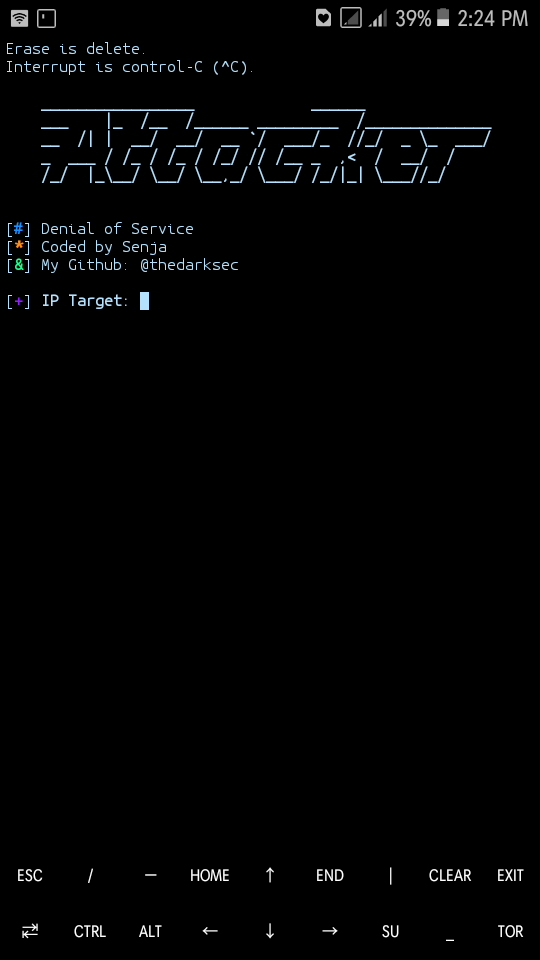 39% 2:24 PM
Erase is delete.
Interrupt is control-C (^C).
Attacker
[#] Denial of Service
[*] Coded by Senja
[&] My Github: @thedarksec
[+] IP Target:
ESC / — HOME ↑ END | CLEAR EXIT
⇄ CTRL ALT ← ↓ → SU _ TOR